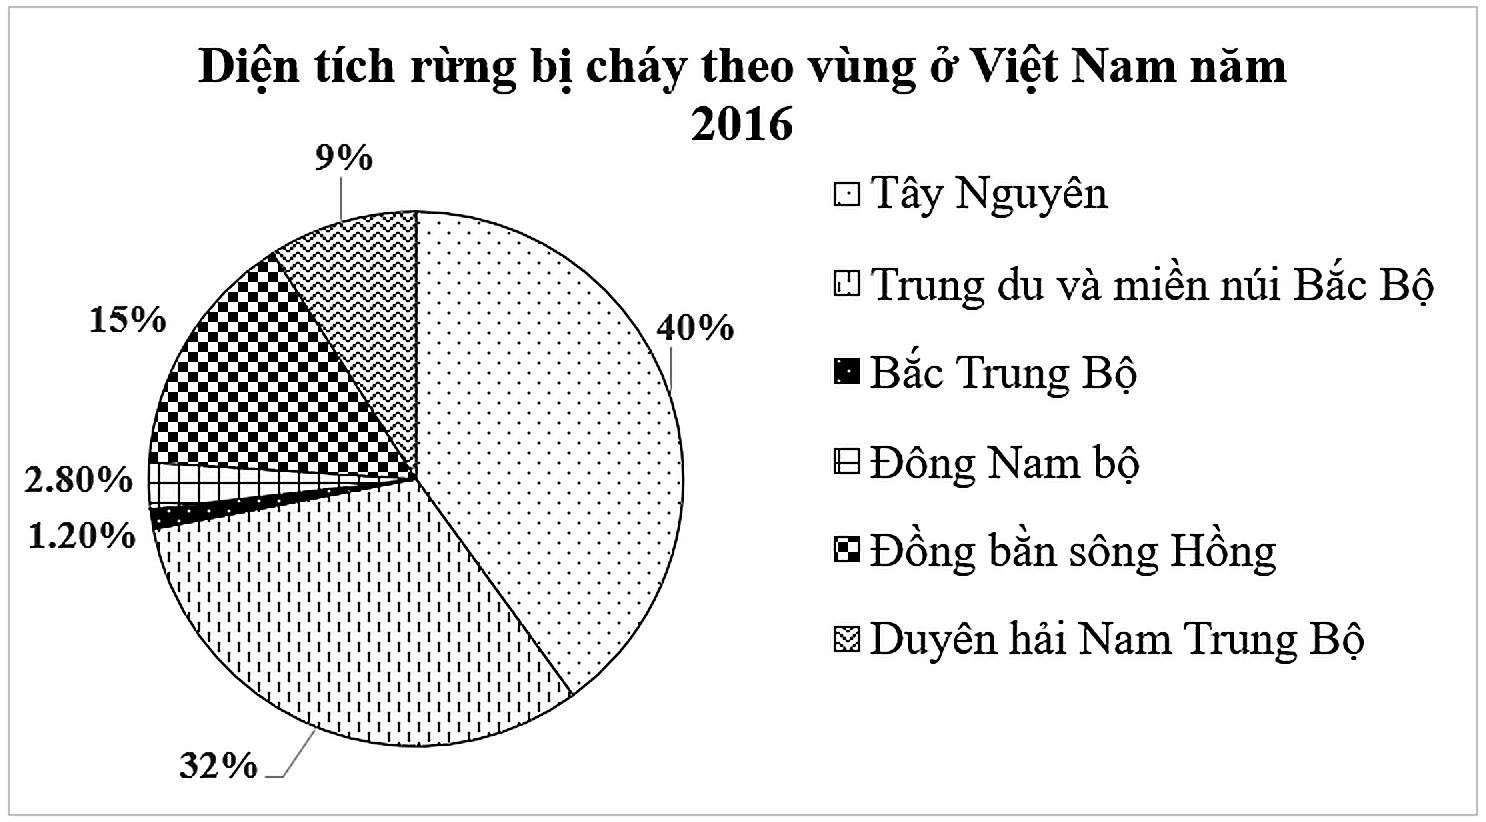 Diện tích rừng bị cháy theo vùng ở Việt Nam năm
2016
9%
15%
40%
2.80%
1.20%
32%
Tây Nguyên
Trung du và miền núi Bắc Bộ
Bắc Trung Bộ
Đông Nam bộ
Đồng bằn sông Hồng
Duyên hải Nam Trung Bộ